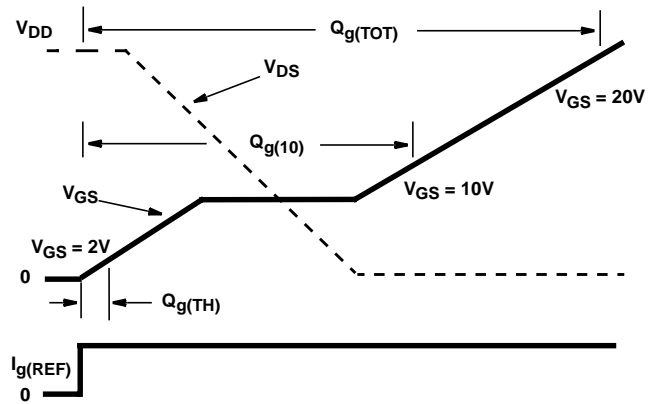 V_DD
Q_g(TOT)
V_DS
V_GS = 20V
Q_g(10)
V_GS
V_GS = 10V
V_GS = 2V
0
Q_g(TH)
I_g(REF)
0